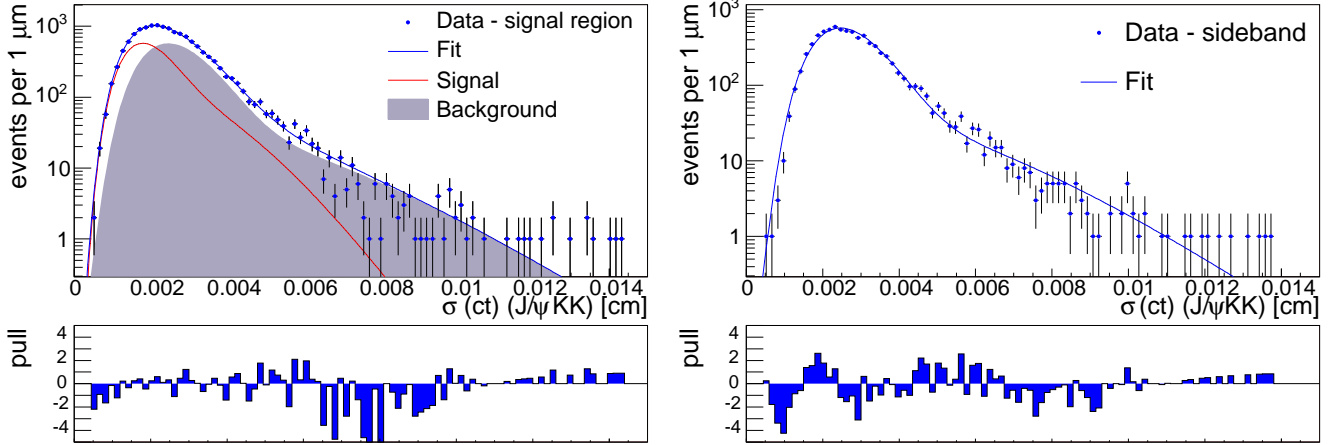 events per 1 μm
10³
10²
10
1
Data - signal region
Fit
Signal
Background
0 0.002 0.004 0.006 0.008 0.01 0.012 0.014
σ (ct) (J/ψKK) [cm]
pull
4
2
0
-2
-4
events per 1 μm
10³
10²
10
1
Data - sideband
Fit
0 0.002 0.004 0.006 0.008 0.01 0.012 0.014
σ (ct) (J/ψKK) [cm]
pull
4
2
0
-2
-4